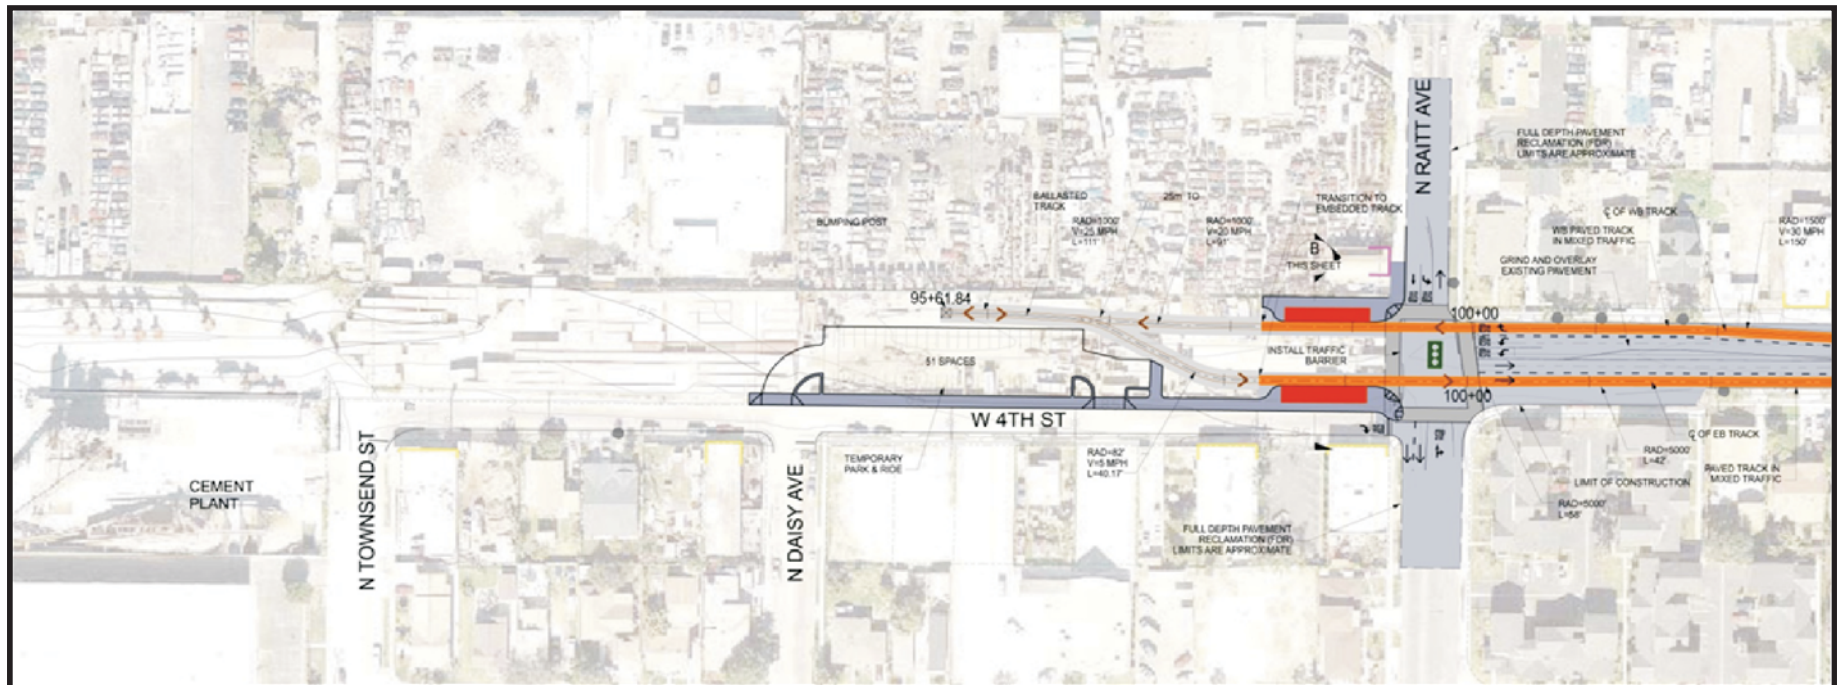 N RAITT AVE
FULL DEPTH PAVEMENT
RECLAMATION (FDR)
LIMITS ARE APPROXIMATE
BUMPING POST
BALLASTED
TRACK
RAD=1000'
V=25 MPH
L=111'
25m TO
RAD=1000'
V=20 MPH
L=91'
TRANSITION TO
EMBEDDED TRACK
B
THIS SHEET
℄ OF WB TRACK
WB PAVED TRACK
IN MIXED TRAFFIC
GRIND AND OVERLAY
EXISTING PAVEMENT
RAD=1500'
V=30 MPH
L=150'
95+61.84
100+00
51 SPACES
INSTALL TRAFFIC
BARRIER
100+00
W 4TH ST
N TOWNSEND ST
N DAISY AVE
CEMENT
PLANT
TEMPORARY
PARK & RIDE
RAD=82'
V=5 MPH
L=40.17'
℄ OF EB TRACK
RAD=5000'
L=42'
PAVED TRACK IN
MIXED TRAFFIC
LIMIT OF CONSTRUCTION
RAD=5000'
L=58'
FULL DEPTH PAVEMENT
RECLAMATION (FDR)
LIMITS ARE APPROXIMATE